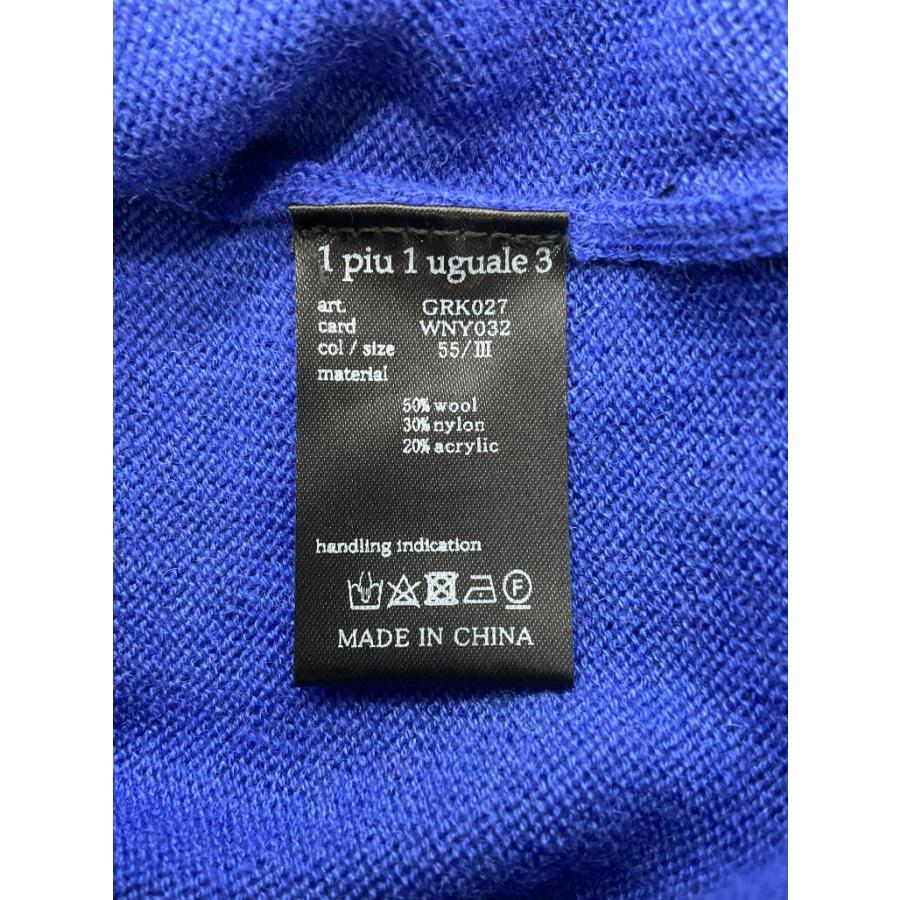 1 piu 1 uguale 3
art. GRK027
card WNY032
col / size 55/III
material
50% wool
30% nylon
20% acrylic
handling indication
F
MADE IN CHINA